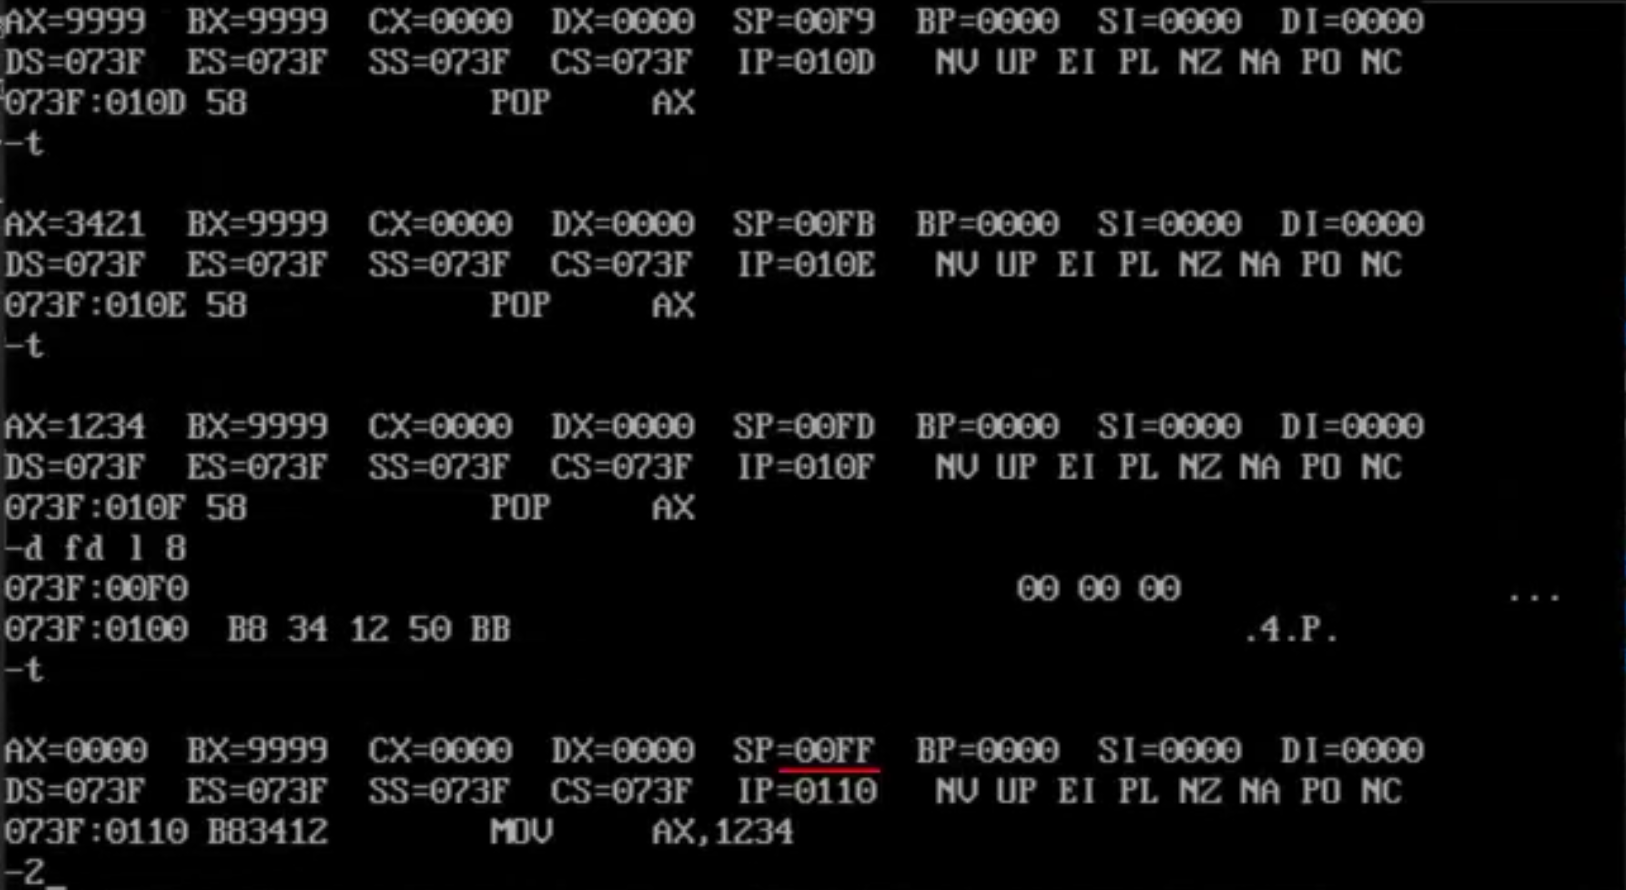 AX=9999  BX=9999  CX=0000  DX=0000  SP=00F9  BP=0000  SI=0000  DI=0000
DS=073F  ES=073F  SS=073F  CS=073F  IP=010D   NV UP EI PL NZ NA PO NC
073F:010D 58            POP     AX
-t
AX=3421  BX=9999  CX=0000  DX=0000  SP=00FB  BP=0000  SI=0000  DI=0000
DS=073F  ES=073F  SS=073F  CS=073F  IP=010E   NV UP EI PL NZ NA PO NC
073F:010E 58            POP     AX
-t
AX=1234  BX=9999  CX=0000  DX=0000  SP=00FD  BP=0000  SI=0000  DI=0000
DS=073F  ES=073F  SS=073F  CS=073F  IP=010F   NV UP EI PL NZ NA PO NC
073F:010F 58            POP     AX
-d fd l 8
073F:00F0                                         00 00 00                ...
073F:0100  B8 34 12 50 BB                                    .4.P.
-t
AX=0000  BX=9999  CX=0000  DX=0000  SP=00FF  BP=0000  SI=0000  DI=0000
DS=073F  ES=073F  SS=073F  CS=073F  IP=0110   NV UP EI PL NZ NA PO NC
073F:0110 B83412        MOV     AX,1234
-2_